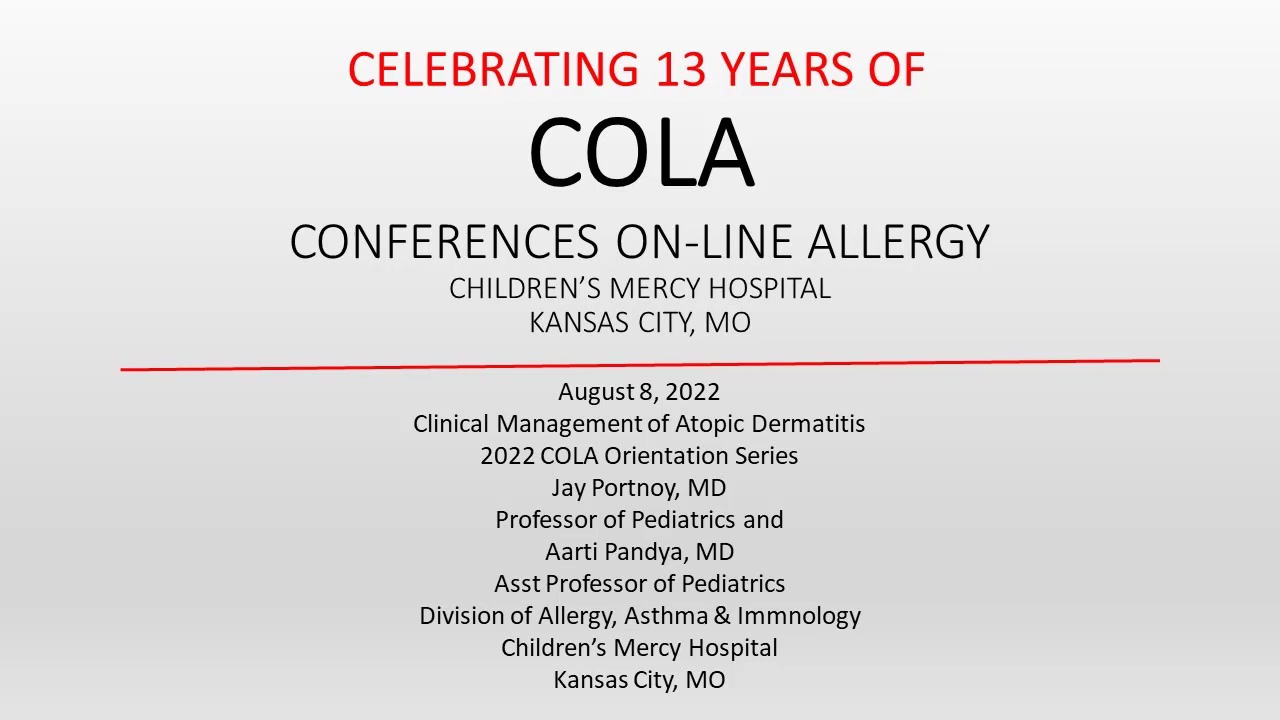 CELEBRATING 13 YEARS OF
COLA
CONFERENCES ON-LINE ALLERGY
CHILDREN’S MERCY HOSPITAL
KANSAS CITY, MO
August 8, 2022
Clinical Management of Atopic Dermatitis
2022 COLA Orientation Series
Jay Portnoy, MD
Professor of Pediatrics and
Aarti Pandya, MD
Asst Professor of Pediatrics
Division of Allergy, Asthma & Immnology
Children’s Mercy Hospital
Kansas City, MO